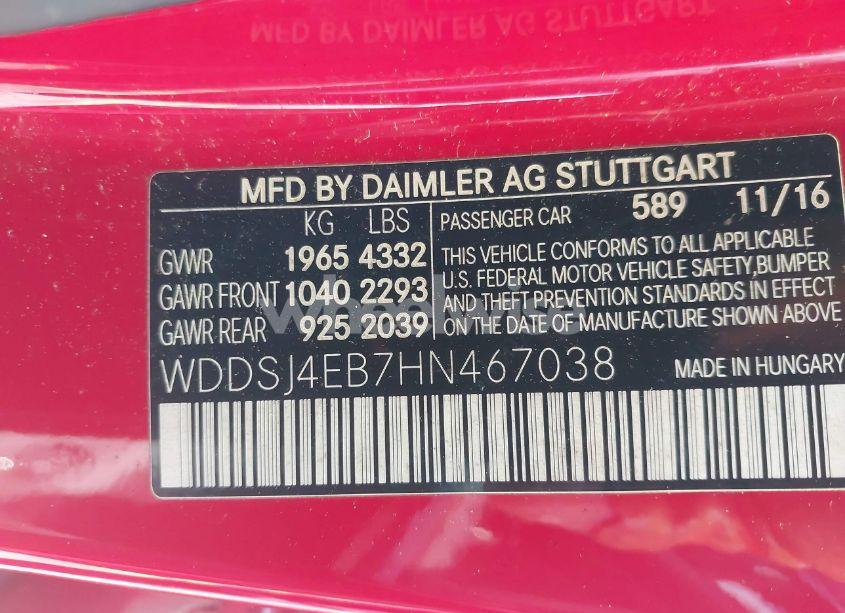 MFD BY DAIMLER AG STUTTGART
KG LBS
GVWR 1965 4332
GAWR FRONT 1040 2293
GAWR REAR 925 2039
PASSENGER CAR 589 11/16
THIS VEHICLE CONFORMS TO ALL APPLICABLE
U.S. FEDERAL MOTOR VEHICLE SAFETY,BUMPER
AND THEFT PREVENTION STANDARDS IN EFFECT
ON THE DATE OF MANUFACTURE SHOWN ABOVE
WDDSJ4EB7HN467038 MADE IN HUNGARY
wheelwise